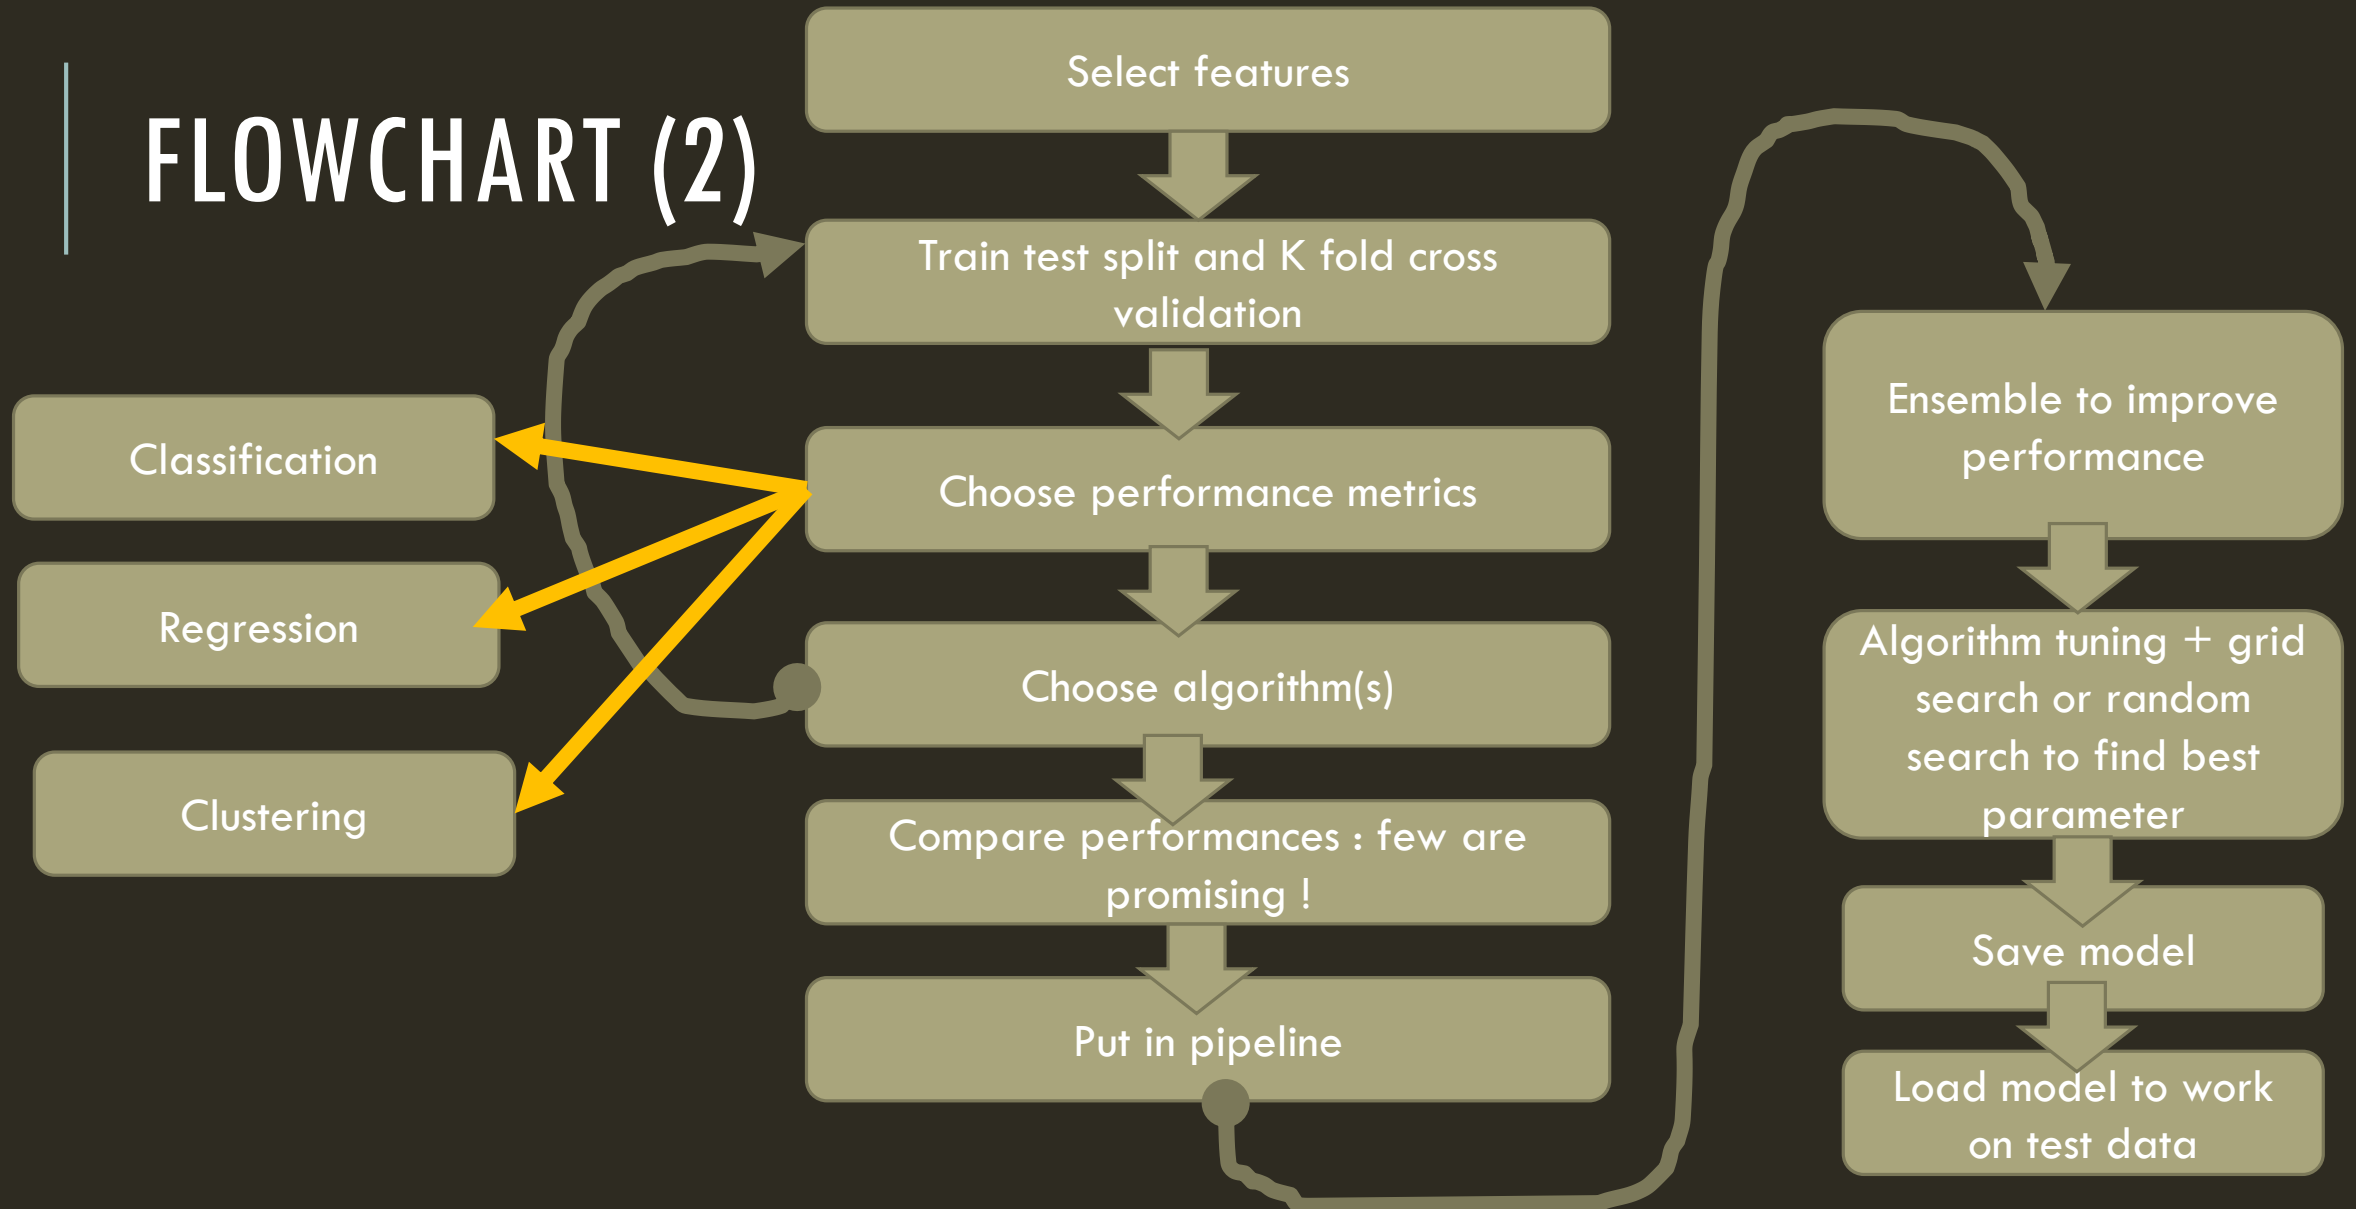 FLOWCHART (2)
Select features
Train test split and K fold cross
validation
Choose performance metrics
Classification
Regression
Clustering
Choose algorithm(s)
Compare performances : few are
promising !
Put in pipeline
Ensemble to improve
performance
Algorithm tuning + grid
search or random
search to find best
parameter
Save model
Load model to work
on test data